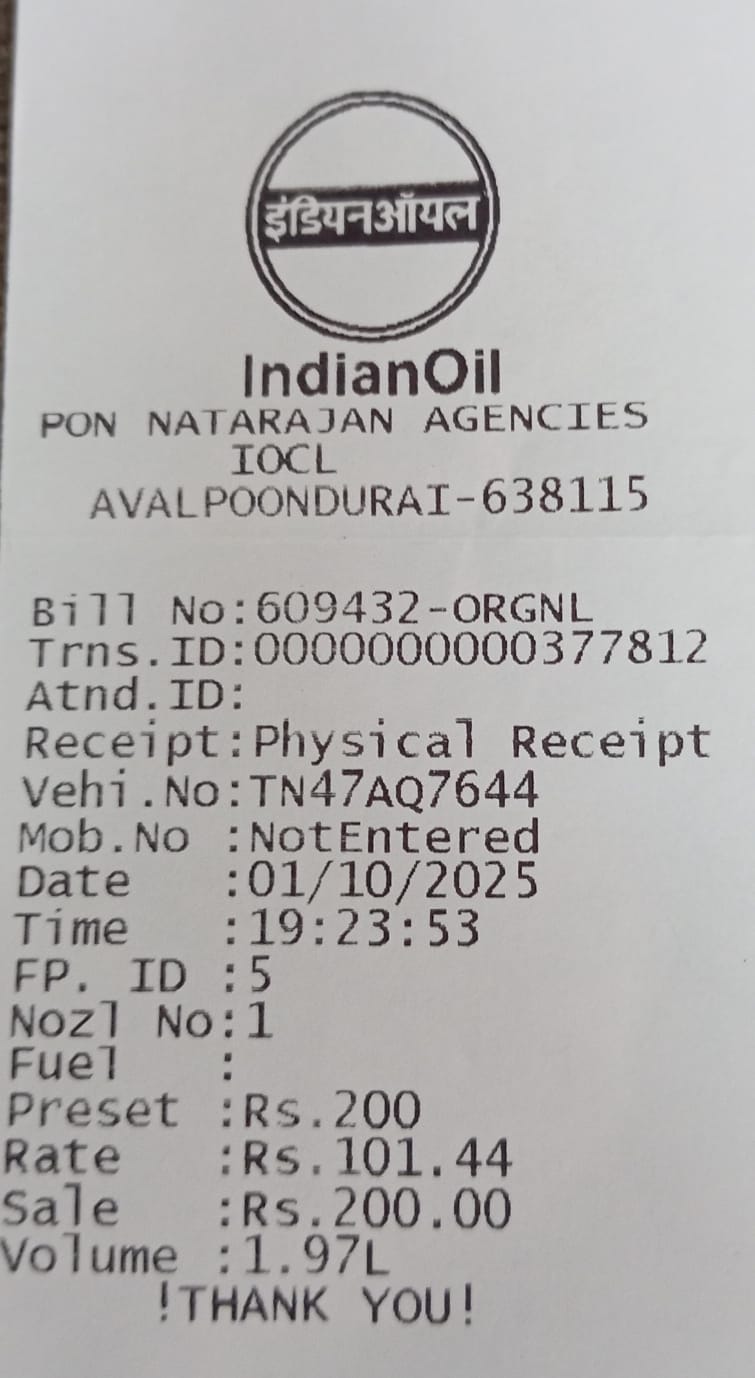 इंडियनऑयल
IndianOil
PON NATARAJAN AGENCIES
IOCL
AVALPOONDURAI-638115
Bill No:609432-ORGNL
Trns.ID:0000000000377812
Atnd.ID:
Receipt:Physical Receipt
Vehi.No:TN47AQ7644
Mob.No :NotEntered
Date :01/10/2025
Time :19:23:53
FP. ID :5
Nozl No:1
Fuel :
Preset :Rs.200
Rate :Rs.101.44
Sale :Rs.200.00
Volume :1.97L
!THANK YOU!